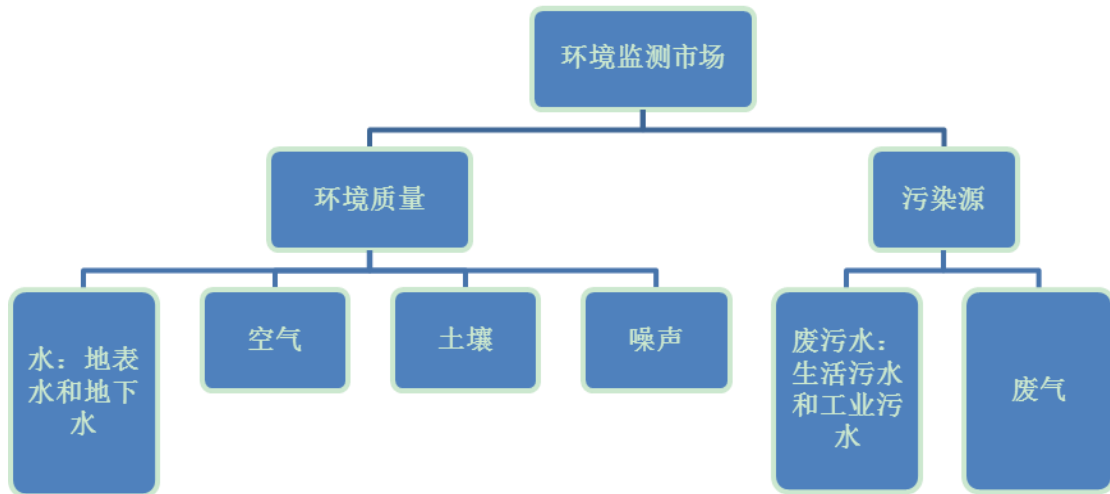 环境监测市场
环境质量
污染源
水：地表
水和地下
水
空气
土壤
噪声
废污水：
生活污水
和工业污
水
废气